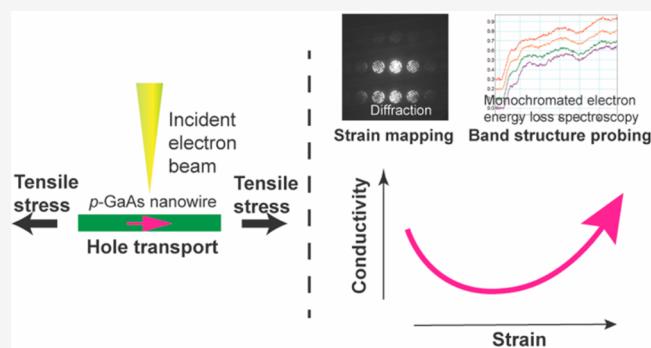 Incident
electron
beam
Tensile
stress
p-GaAs nanowire
Tensile
stress
Hole transport
Diffraction
Strain mapping
Monochromated electron
energy loss spectroscopy
Band structure probing
Conductivity
Strain